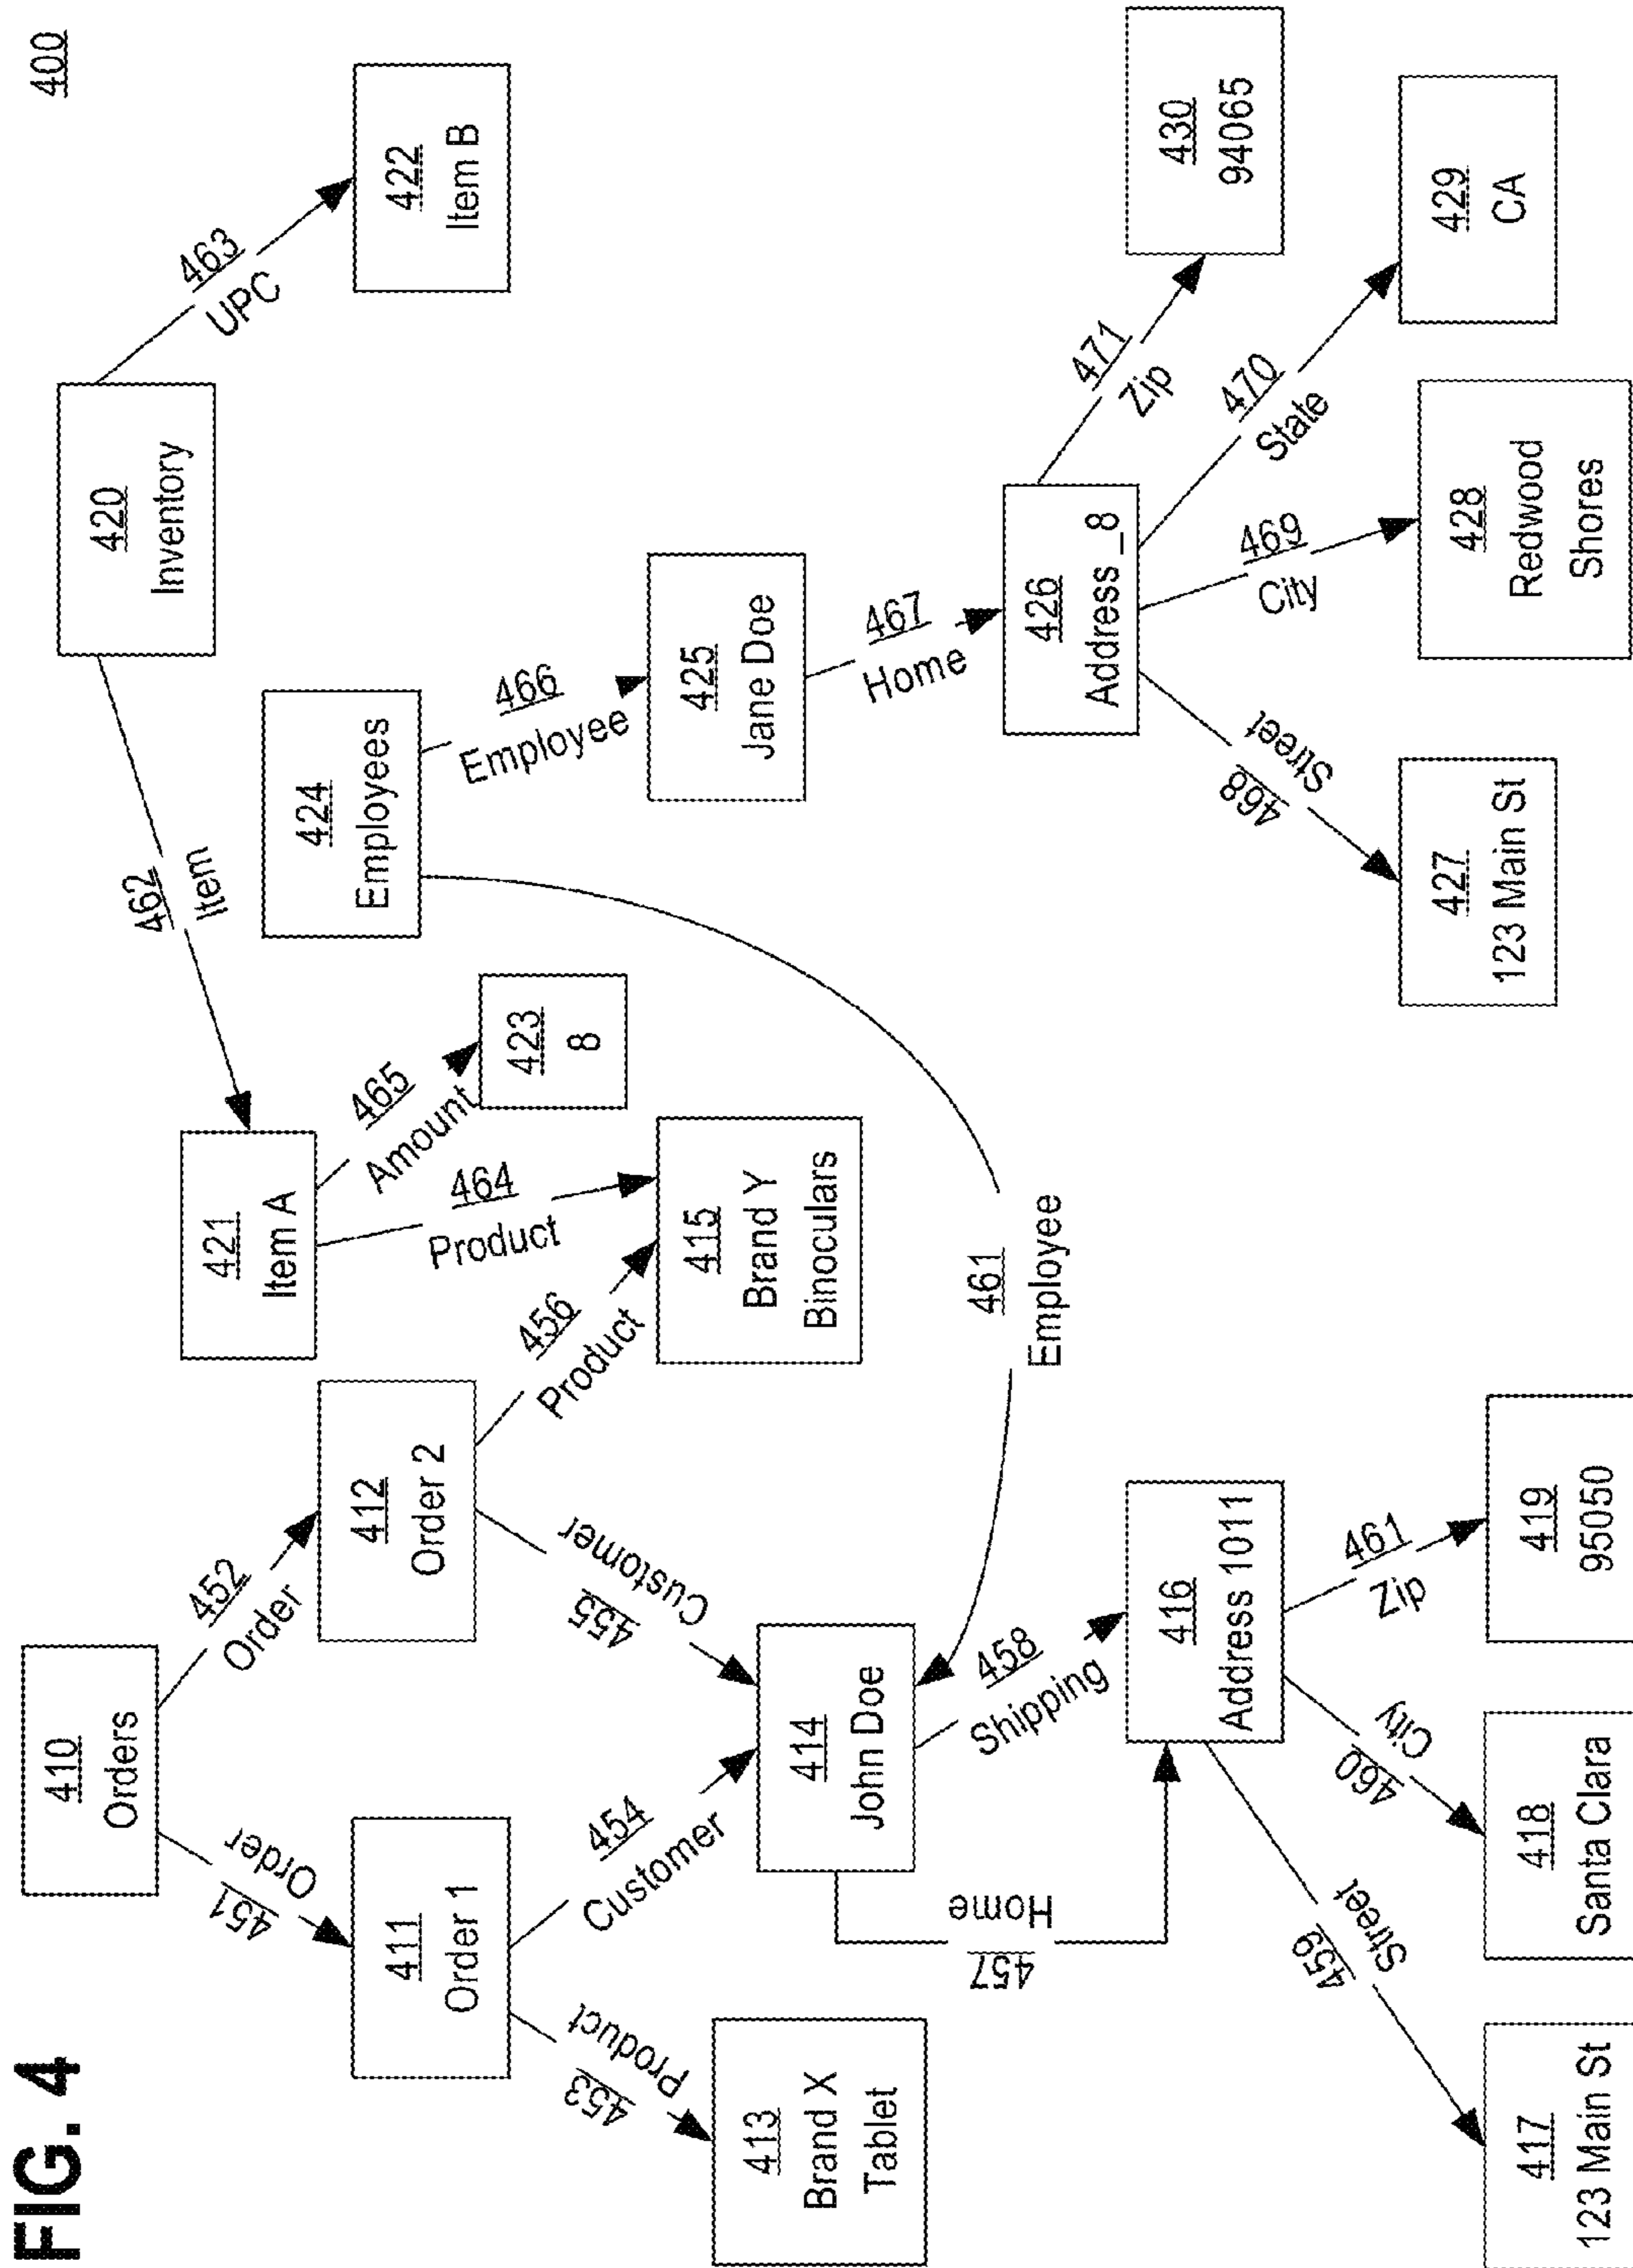 FIG. 4
400
410
Orders
420
Inventory
451
Order
452
Order
462
Item
463
UPC
411
Order 1
412
Order 2
421
Item A
424
Employees
422
Item B
453
Product
454
Customer
455
Customer
456
Product
464
Product
465
Amount
423
8
466
Employee
413
Brand X
Tablet
414
John Doe
415
Brand Y
Binoculars
425
Jane Doe
457
Home
458
Shipping
461
Employee
467
Home
416
Address 1011
426
Address_8
459
Street
460
City
461
Zip
468
Street
469
City
470
State
471
Zip
430
94065
417
123 Main St
418
Santa Clara
419
95050
427
123 Main St
428
Redwood
Shores
429
CA